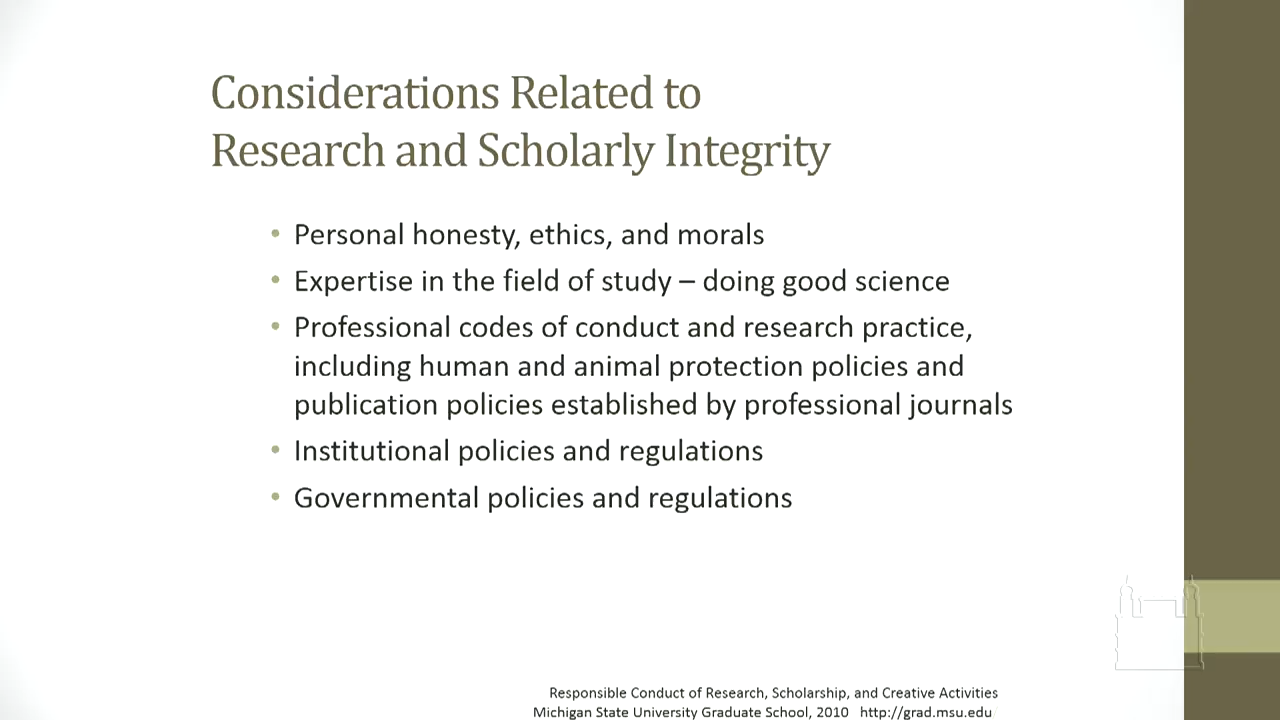 Considerations Related to
Research and Scholarly Integrity
• Personal honesty, ethics, and morals
• Expertise in the field of study – doing good science
• Professional codes of conduct and research practice,
including human and animal protection policies and
publication policies established by professional journals
• Institutional policies and regulations
• Governmental policies and regulations
Responsible Conduct of Research, Scholarship, and Creative Activities
Michigan State University Graduate School, 2010 http://grad.msu.edu